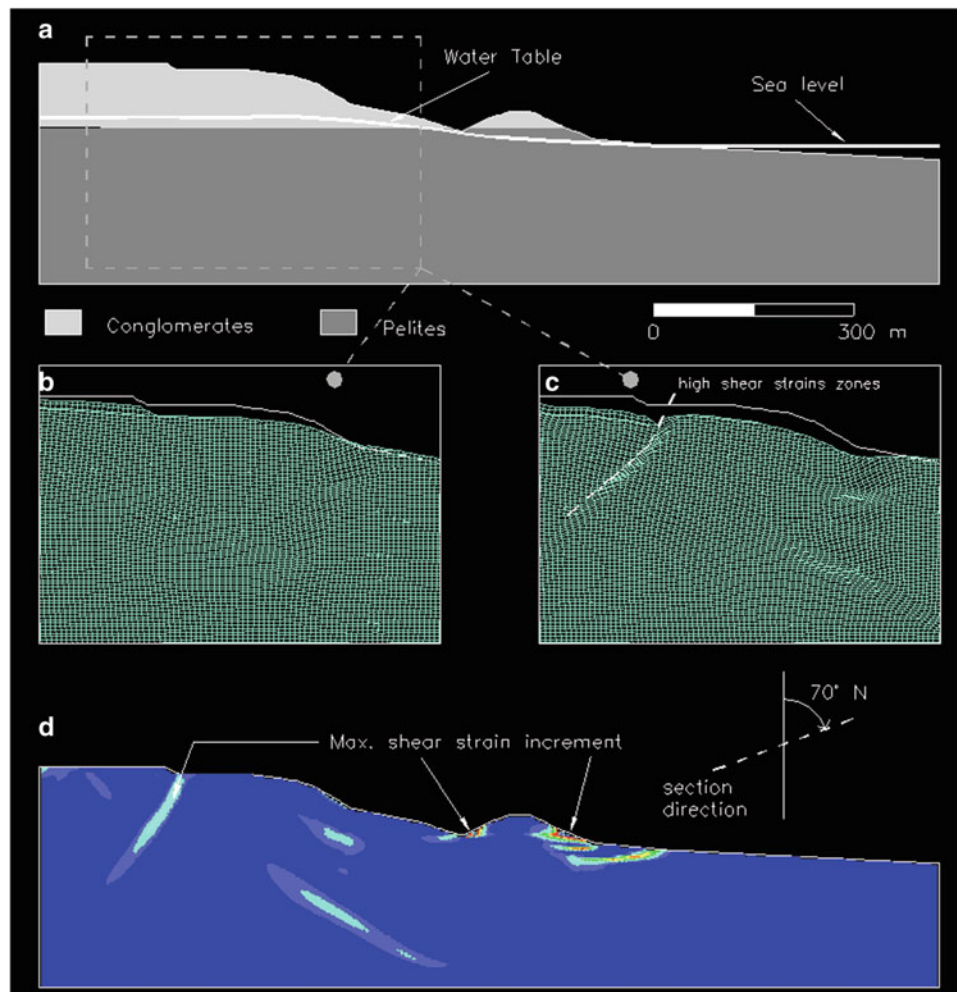 a
Water Table
Sea level
Conglomerates
Pelites
0
300 m
b
c
high shear strains zones
d
Max. shear strain increment
70° N
section
direction